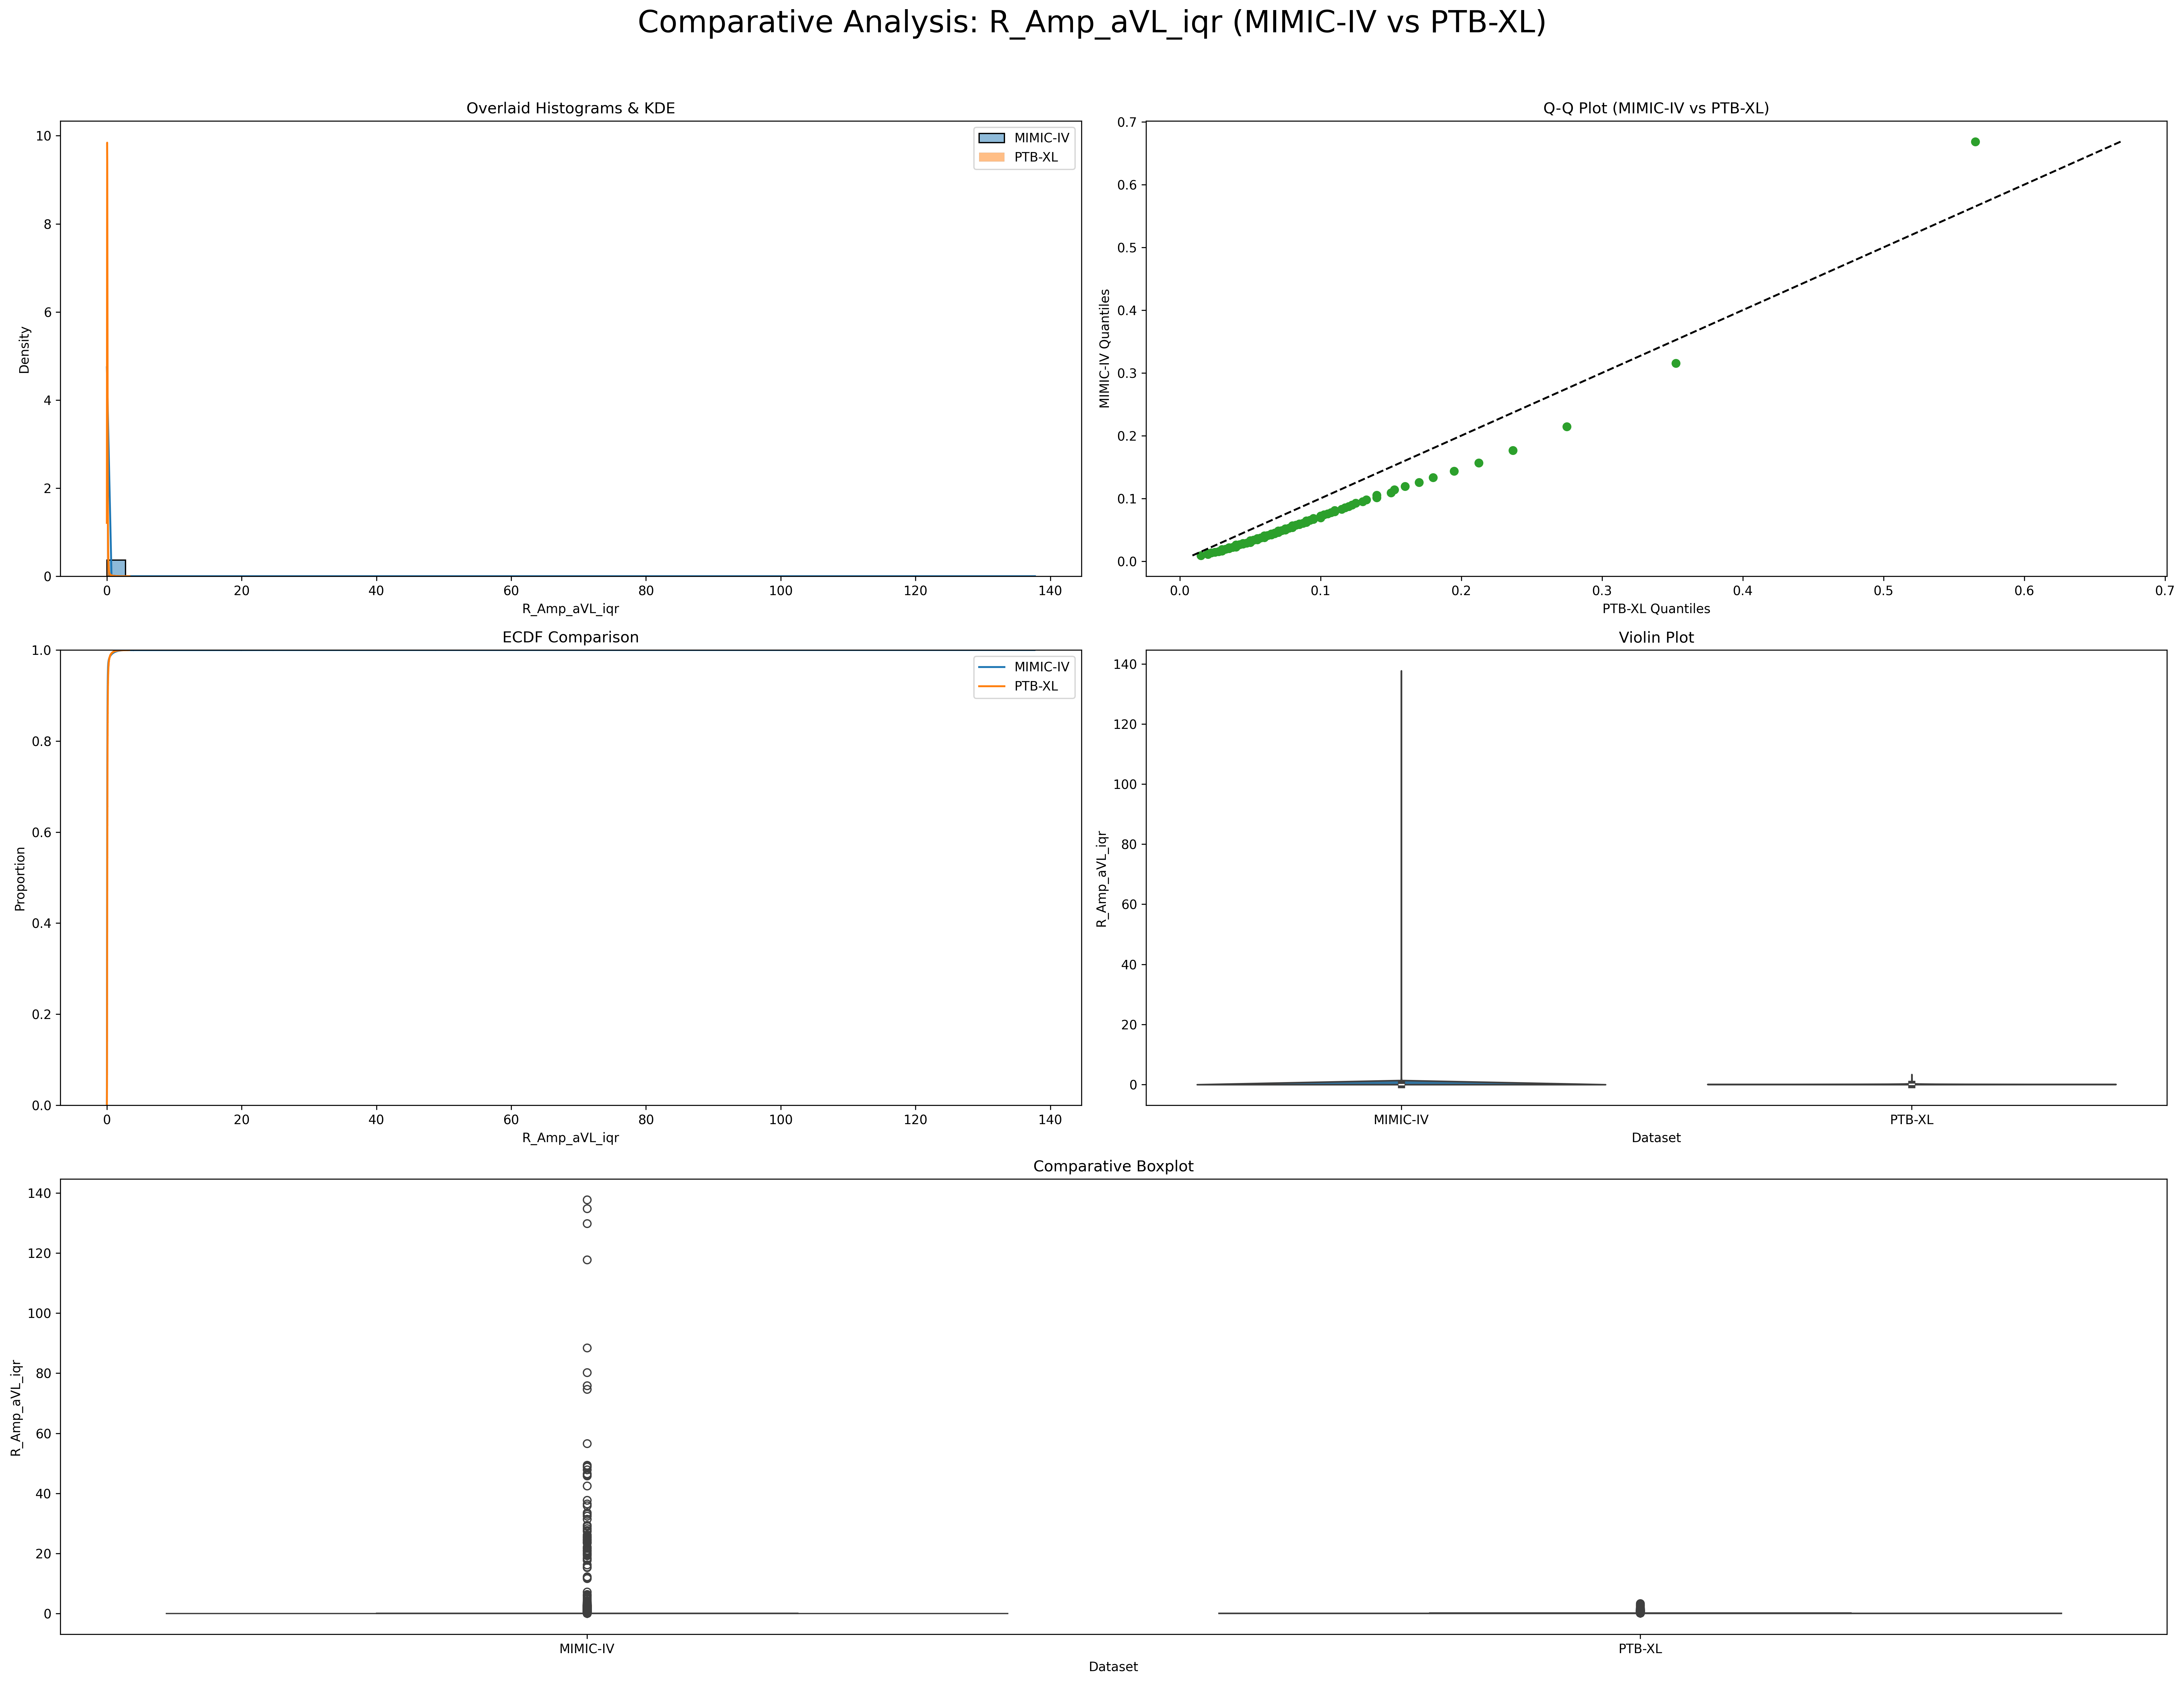 Comparative Analysis: R_Amp_aVL_iqr (MIMIC-IV vs PTB-XL)
Overlaid Histograms & KDE
10
8
6
4
2
0
Density
0 20 40 60 80 100 120 140
R_Amp_aVL_iqr
MIMIC-IV
PTB-XL
Q-Q Plot (MIMIC-IV vs PTB-XL)
0.7
0.6
0.5
0.4
0.3
0.2
0.1
0.0
MIMIC-IV Quantiles
0.0 0.1 0.2 0.3 0.4 0.5 0.6 0.7
PTB-XL Quantiles
ECDF Comparison
1.0
0.8
0.6
0.4
0.2
0.0
Proportion
0 20 40 60 80 100 120 140
R_Amp_aVL_iqr
MIMIC-IV
PTB-XL
Violin Plot
140
120
100
80
60
40
20
0
R_Amp_aVL_iqr
MIMIC-IV PTB-XL
Dataset
Comparative Boxplot
140
120
100
80
60
40
20
0
R_Amp_aVL_iqr
MIMIC-IV PTB-XL
Dataset